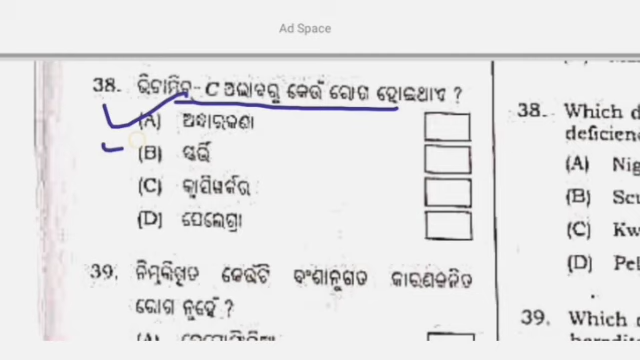 Ad Space
38. ଭିଟାମିନ୍- C ଅଭାବରୁ କେଉଁ ରୋଗ ହୋଇଥାଏ ?
(A) ଅନ୍ଧାରକଣା
(B) ସ୍କର୍ଭି
(C) କ୍ୱାସିୱର୍କର
(D) ପେଲେଗ୍ରା
39. ନିମ୍ନଲିଖିତ କେଉଁଟି ବଂଶାନୁଗତ କାରଣଜନିତ
ରୋଗ ନୁହେଁ ?
38. Which d
deficienc
(A) Nig
(B) Scu
(C) Kw
(D) Pel
39. Which